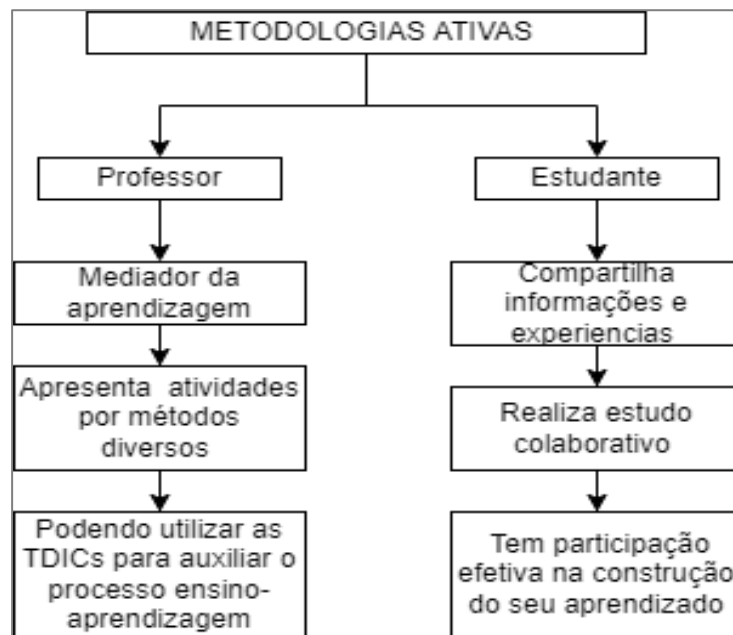 METODOLOGIAS ATIVAS
Professor
Estudante
Mediador da
aprendizagem
Compartilha
informações e
experiencias
Apresenta atividades
por métodos
diversos
Realiza estudo
colaborativo
Podendo utilizar as
TDICs para auxiliar o
processo ensino-
aprendizagem
Tem participação
efetiva na construção
do seu aprendizado